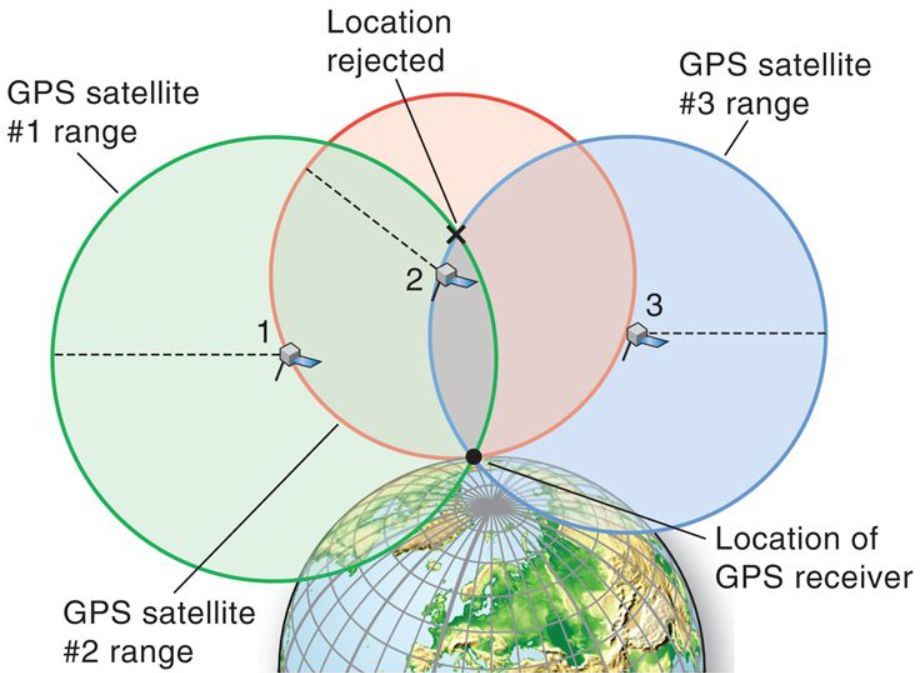 Location
rejected
GPS satellite
#1 range
GPS satellite
#3 range
2
3
1
Location of
GPS receiver
GPS satellite
#2 range